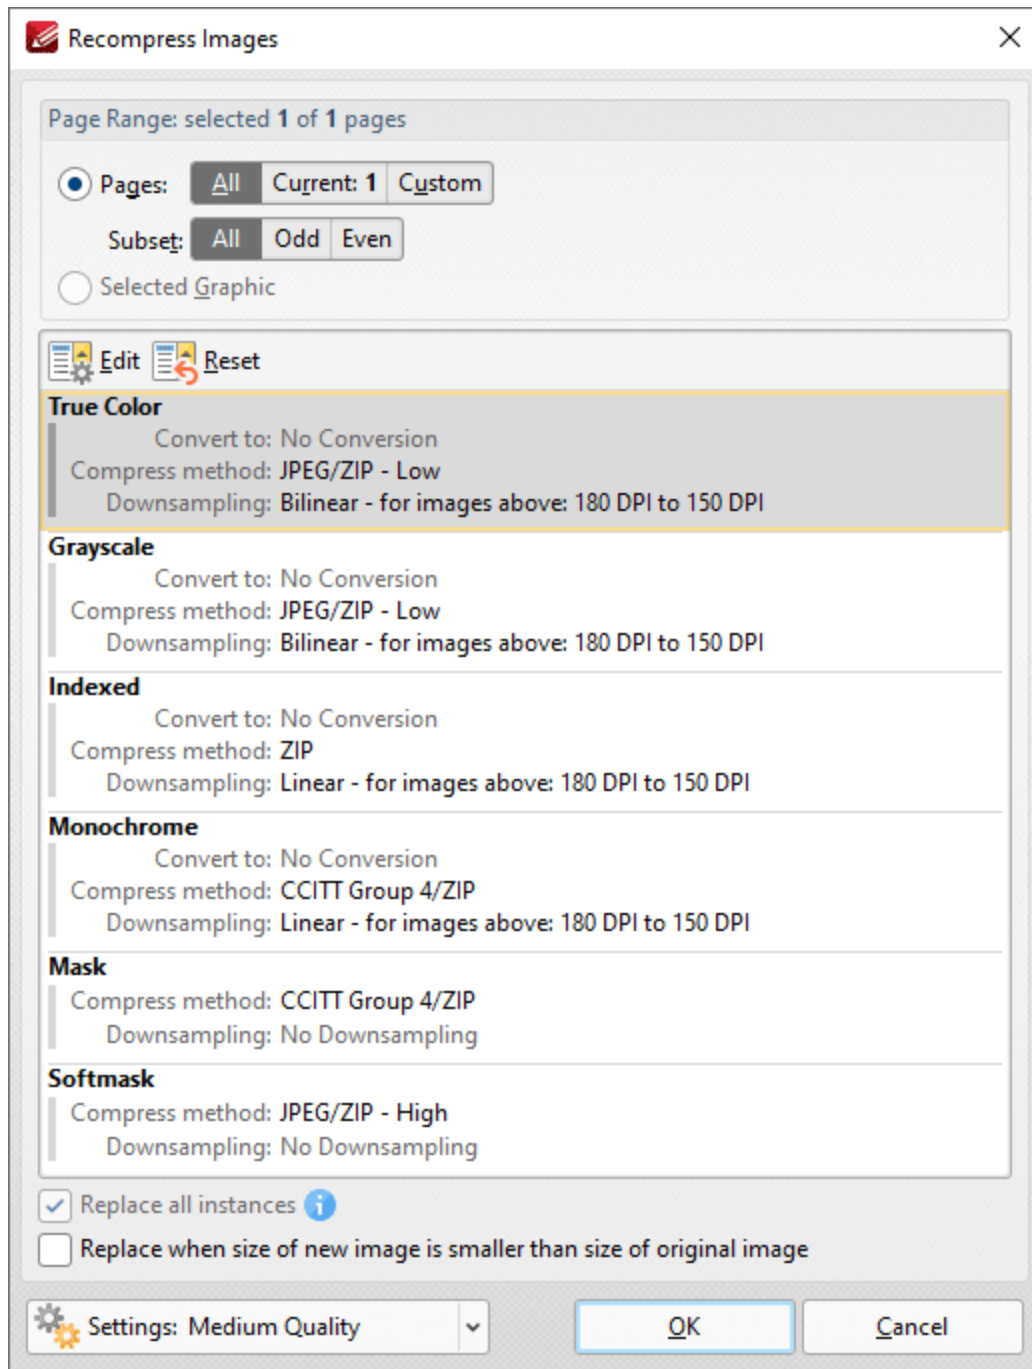 Recompress Images
Page Range: selected 1 of 1 pages
Pages: All Current: 1 Custom
Subset: All Odd Even
Selected Graphic
Edit Reset
True Color
Convert to: No Conversion
Compress method: JPEG/ZIP - Low
Downsampling: Bilinear - for images above: 180 DPI to 150 DPI
Grayscale
Convert to: No Conversion
Compress method: JPEG/ZIP - Low
Downsampling: Bilinear - for images above: 180 DPI to 150 DPI
Indexed
Convert to: No Conversion
Compress method: ZIP
Downsampling: Linear - for images above: 180 DPI to 150 DPI
Monochrome
Convert to: No Conversion
Compress method: CCITT Group 4/ZIP
Downsampling: Linear - for images above: 180 DPI to 150 DPI
Mask
Compress method: CCITT Group 4/ZIP
Downsampling: No Downsampling
Softmask
Compress method: JPEG/ZIP - High
Downsampling: No Downsampling
Replace all instances
Replace when size of new image is smaller than size of original image
Settings: Medium Quality OK Cancel